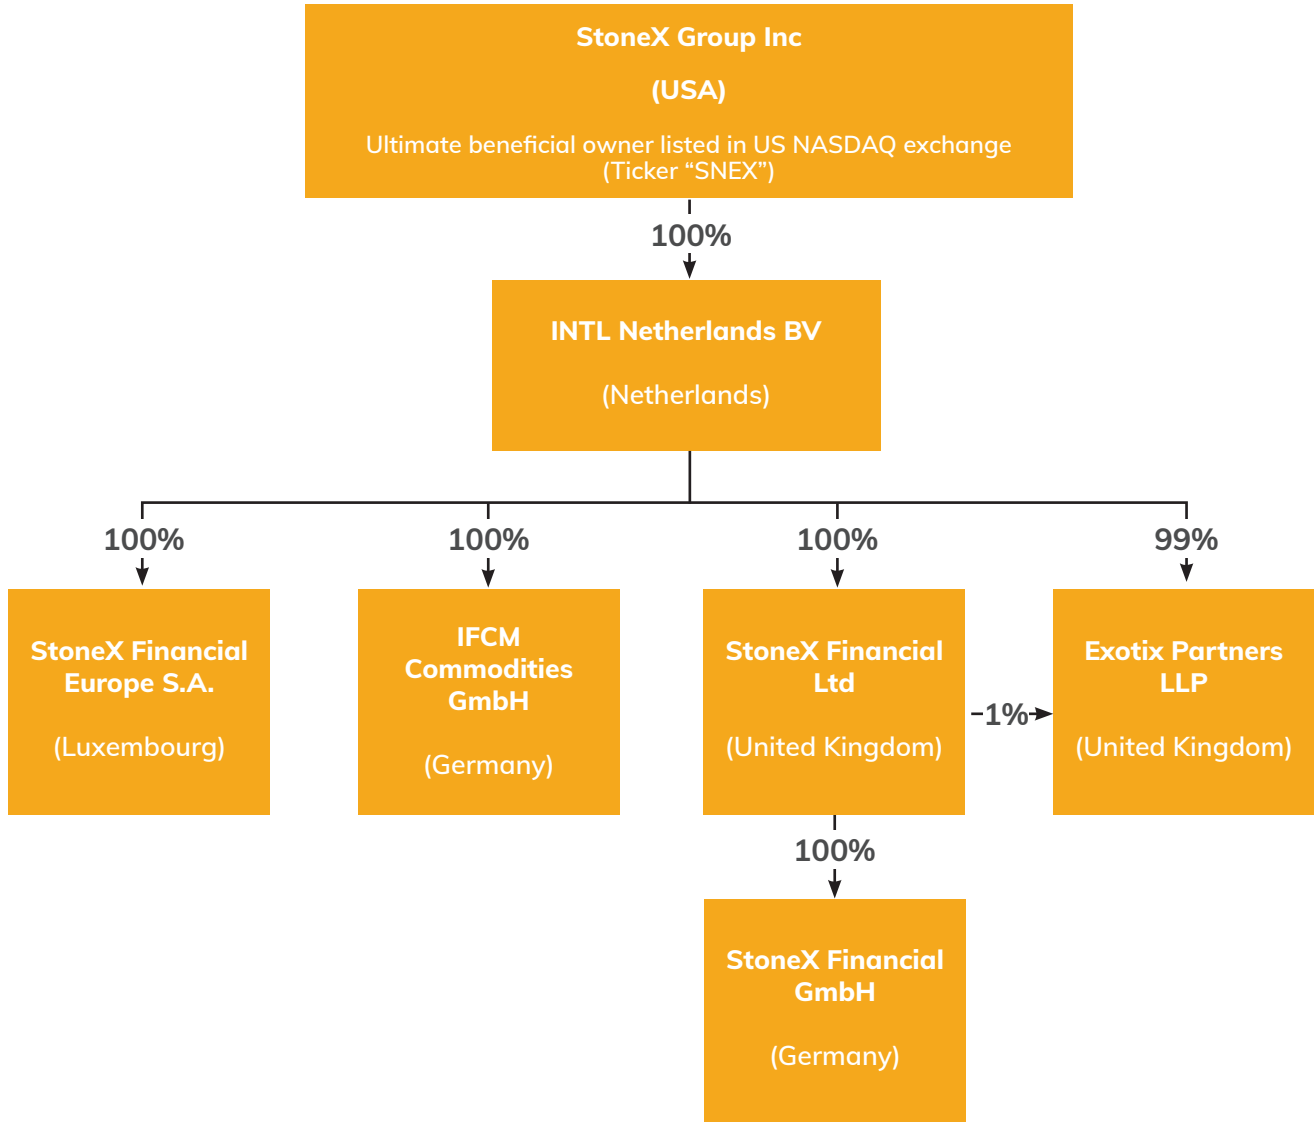 StoneX Group Inc
(USA)
Ultimate beneficial owner listed in US NASDAQ exchange
(Ticker “SNEX”)
100%
INTL Netherlands BV
(Netherlands)
100%
100%
100%
99%
StoneX Financial
Europe S.A.
(Luxembourg)
IFCM
Commodities
GmbH
(Germany)
StoneX Financial
Ltd
(United Kingdom)
1%
Exotix Partners
LLP
(United Kingdom)
100%
StoneX Financial
GmbH
(Germany)